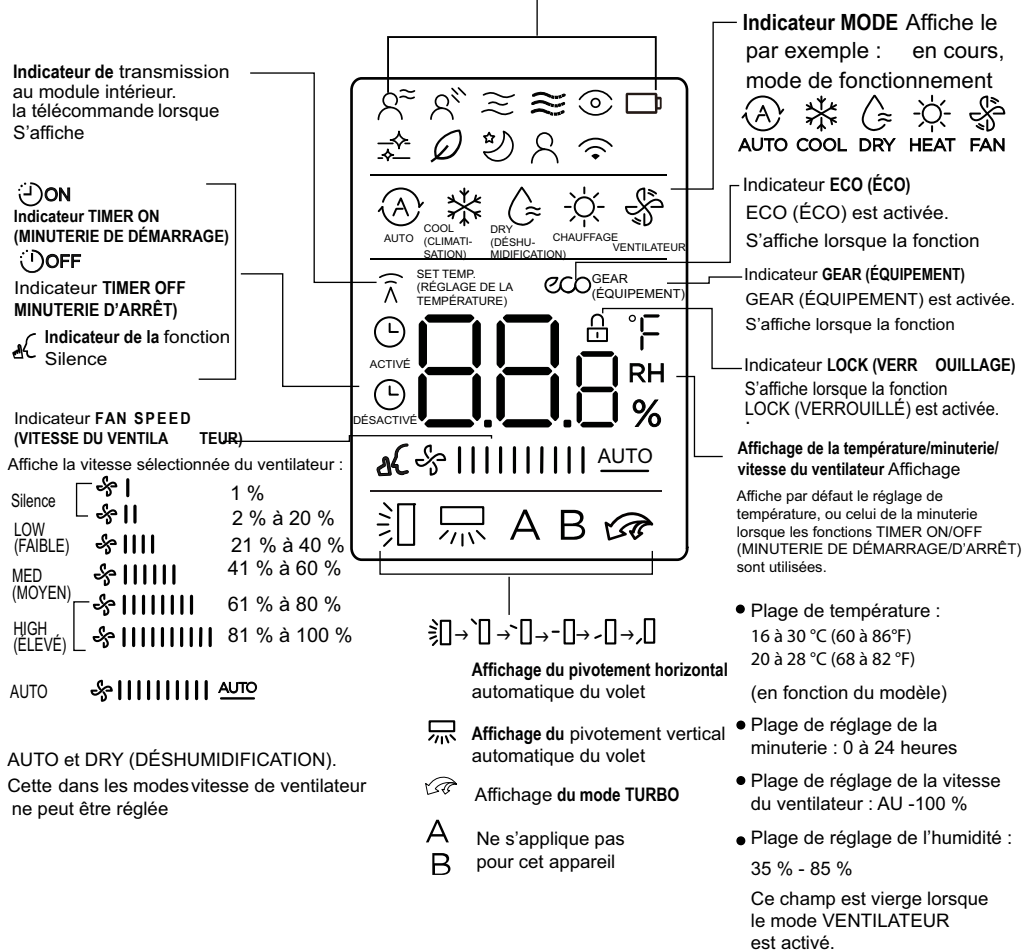 Indicateur de transmission
au module intérieur.
la télécommande lorsque
S'affiche
ON
Indicateur TIMER ON
(MINUTERIE DE DÉMARRAGE)
OFF
Indicateur TIMER OFF
MINUTERIE D'ARRÊT)
Indicateur de la fonction
Silence
Indicateur FAN SPEED
(VITESSE DU VENTILA TEUR)
Affiche la vitesse sélectionnée du ventilateur :
Silence
1 %
2 % à 20 %
LOW
(FAIBLE)
21 % à 40 %
MED
(MOYEN)
41 % à 60 %
61 % à 80 %
HIGH
(ÉLEVÉ)
81 % à 100 %
AUTO
AUTO
AUTO et DRY (DÉSHUMIDIFICATION).
Cette dans les modes vitesse de ventilateur
ne peut être réglée
A
AUTO
COOL
(CLIMATI-
SATION)
DRY
(DÉSHU-
MIDIFICATION)
CHAUFFAGE
VENTILATEUR
SET TEMP.
(RÉGLAGE DE LA
TEMPÉRATURE)
eco
GEAR
(ÉQUIPEMENT)
ACTIVÉ
DÉSACTIVÉ
88.8
°F
RH
%
AUTO
A B
Affichage du pivotement horizontal
automatique du volet
Affichage du pivotement vertical
automatique du volet
Affichage du mode TURBO
A
B
Ne s'applique pas
pour cet appareil
Indicateur MODE Affiche le
par exemple : en cours,
mode de fonctionnement
A
AUTO COOL DRY HEAT FAN
Indicateur ECO (ÉCO)
ECO (ÉCO) est activée.
S'affiche lorsque la fonction
Indicateur GEAR (ÉQUIPEMENT)
GEAR (ÉQUIPEMENT) est activée.
S'affiche lorsque la fonction
Indicateur LOCK (VERR OUILLAGE)
S'affiche lorsque la fonction
LOCK (VERROUILLÉ) est activée.
Affichage de la température/minuterie/
vitesse du ventilateur Affichage
Affiche par défaut le réglage de
température, ou celui de la minuterie
lorsque les fonctions TIMER ON/OFF
(MINUTERIE DE DÉMARRAGE/D'ARRÊT)
sont utilisées.
• Plage de température :
16 à 30 °C (60 à 86°F)
20 à 28 °C (68 à 82 °F)
(en fonction du modèle)
• Plage de réglage de la
minuterie : 0 à 24 heures
• Plage de réglage de la vitesse
du ventilateur : AU -100 %
• Plage de réglage de l'humidité :
35 % - 85 %
Ce champ est vierge lorsque
le mode VENTILATEUR
est activé.